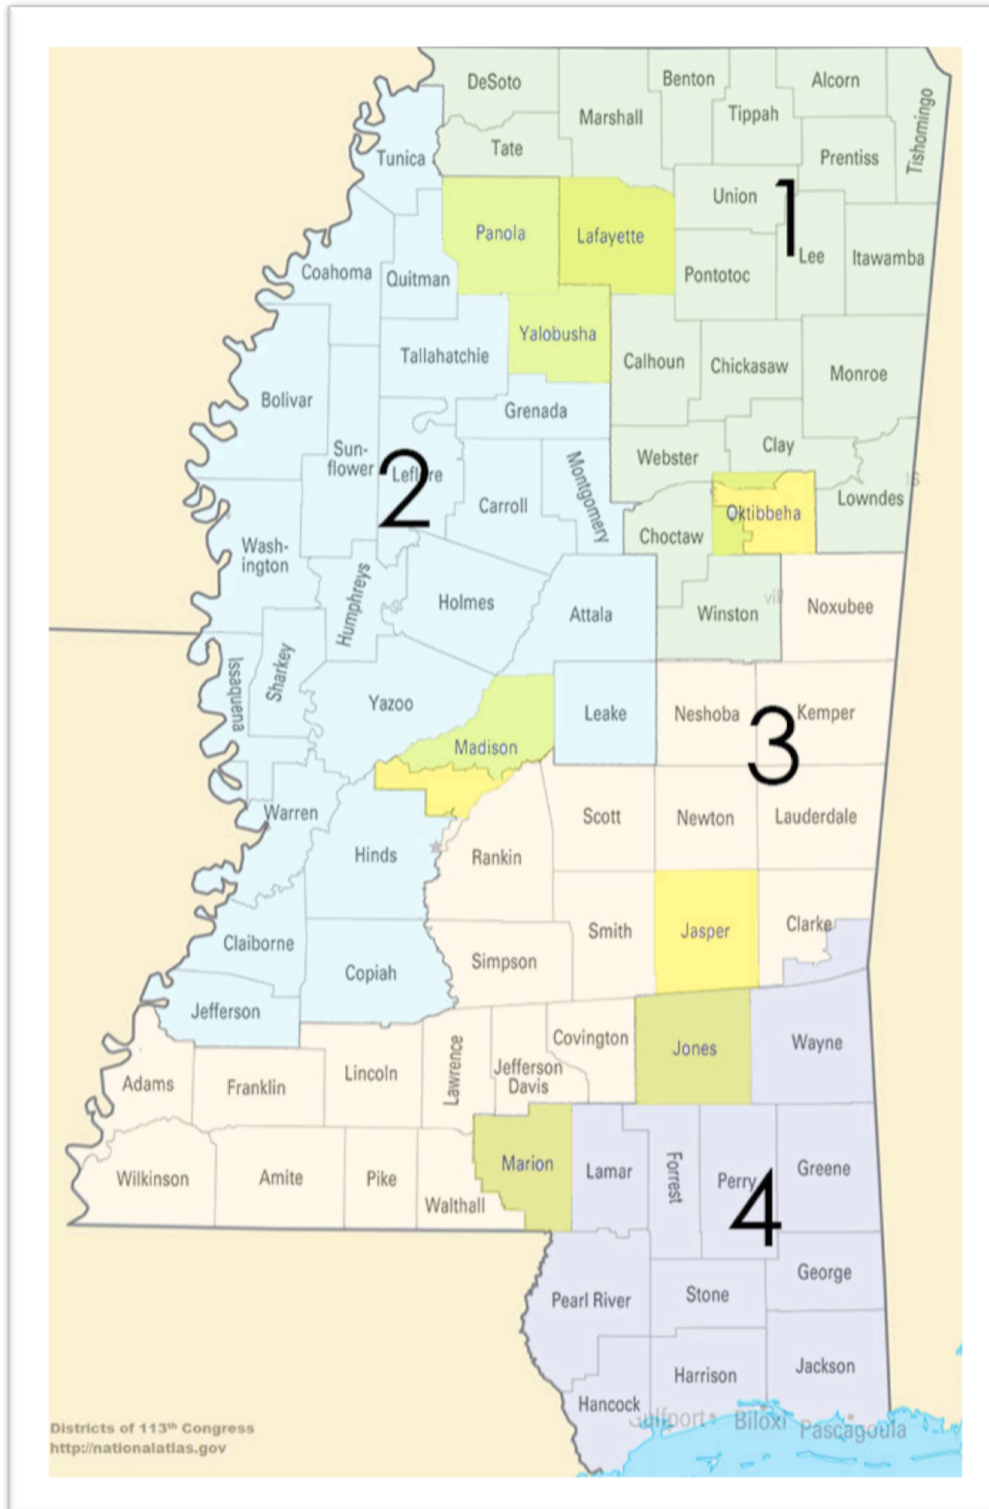 DeSoto
Benton
Alcorn
Marshall
Tippah
Tishomingo
Tate
Prentiss
Tunica
Union
1
Panola
Lafayette
Lee
Itawamba
Coahoma
Quitman
Pontotoc
Yalobusha
Tallahatchie
Calhoun
Chickasaw
Monroe
Bolivar
Grenada
Sun-
flower
Leflore
2
Clay
Webster
Montgomery
Carroll
Lowndes
Oktibbeha
Choctaw
Wash-
ington
Humphreys
Holmes
Attala
Winston
Noxubee
Issaquena
Sharkey
Yazoo
Leake
Neshoba
Kemper
3
Madison
Warren
Scott
Newton
Lauderdale
Hinds
Rankin
Claiborne
Copiah
Simpson
Smith
Jasper
Clarke
Jefferson
Adams
Franklin
Lincoln
Lawrence
Jefferson
Davis
Covington
Jones
Wayne
Wilkinson
Amite
Pike
Walthall
Marion
Lamar
Forrest
Perry
4
Greene
Pearl River
Stone
George
Hancock
Harrison
Jackson
Gulfport
Biloxi
Pascagoula
Districts of 113th Congress
http://nationalatlas.gov